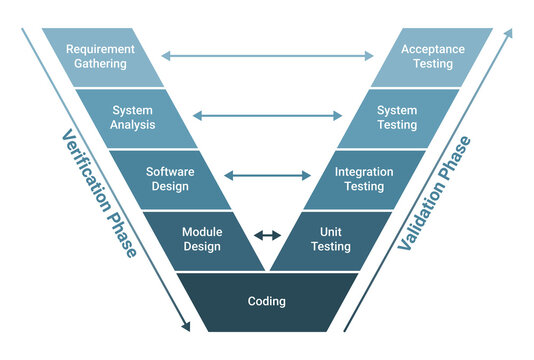 Requirement
Gathering
Acceptance
Testing
System
Analysis
System
Testing
Software
Design
Integration
Testing
Module
Design
Unit
Testing
Coding
Verification Phase
Validation Phase